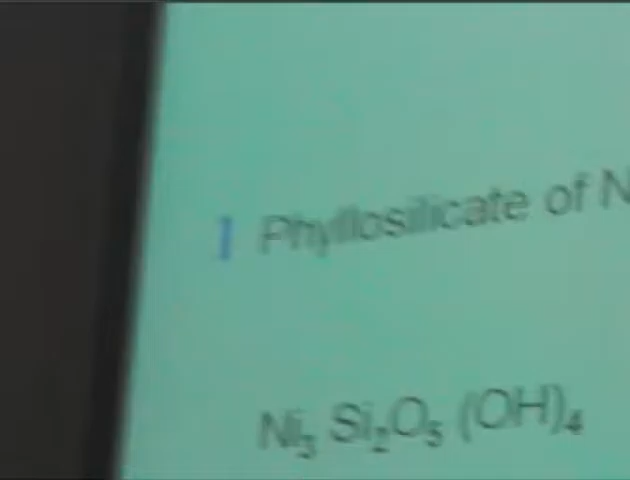 Phyllosilicate of N
Ni₃ Si₂O₅ (OH)₄